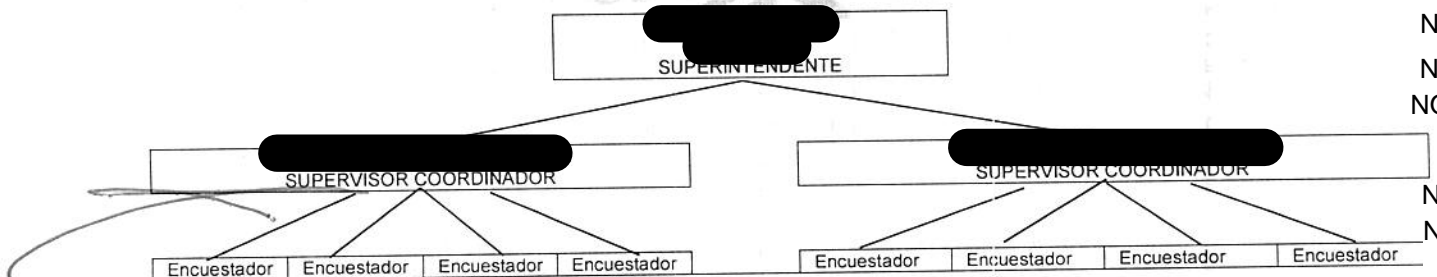 SUPERINTENDENTE
SUPERVISOR COORDINADOR
SUPERVISOR COORDINADOR
Encuestador Encuestador Encuestador Encuestador
Encuestador Encuestador Encuestador Encuestador